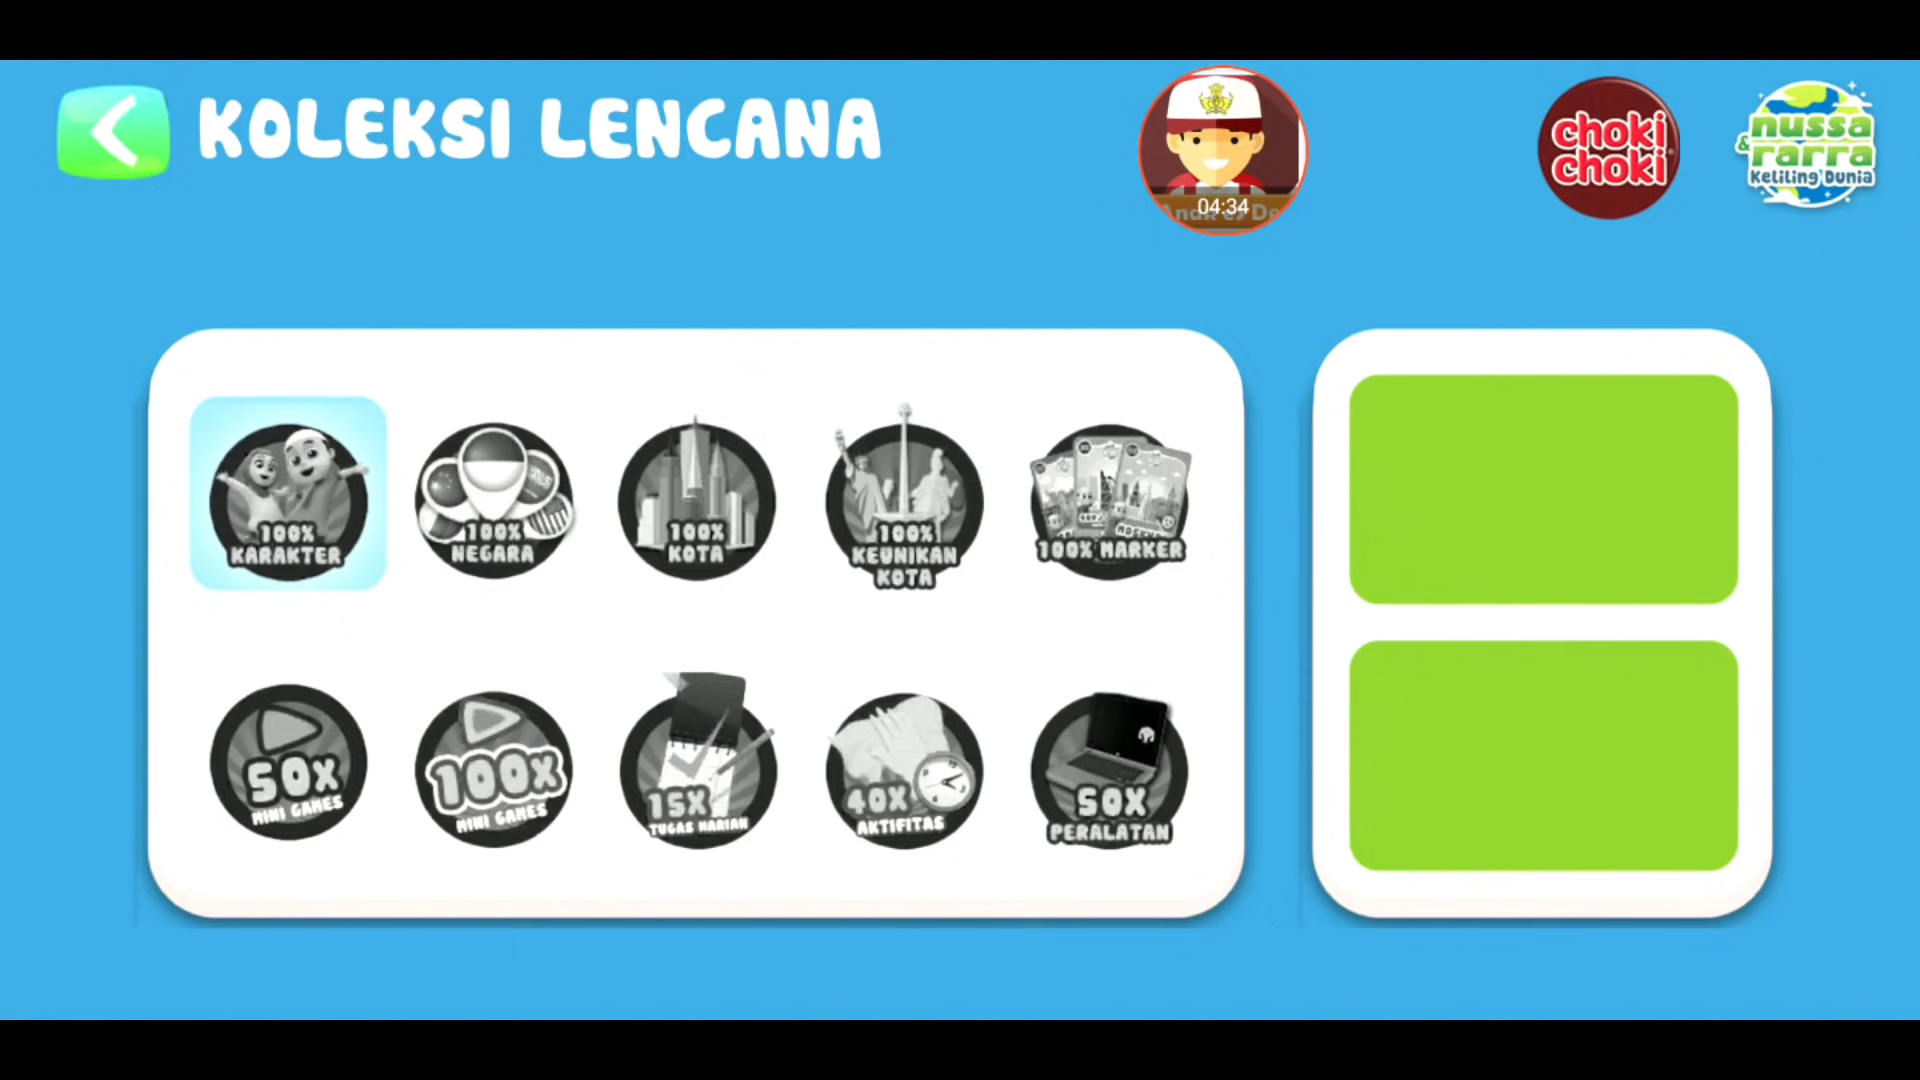 KOLEKSI LENCANA
04:34
choki
choki
nussa
& rarra
Keliling Dunia
100%
KARAKTER
100%
NEGARA
100%
KOTA
100%
KEUNIKAN
KOTA
100% MARKER
50X
MINI GAMES
100X
MINI GAMES
15X
TUGAS HARIAN
40X
AKTIFITAS
50X
PERALATAN